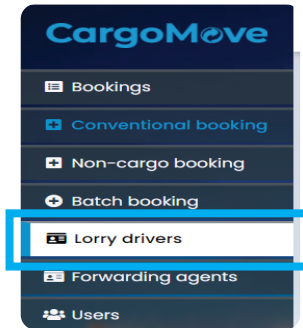 CargoMove
Bookings
Conventional booking
Non-cargo booking
Batch booking
Lorry drivers
Forwarding agents
Users